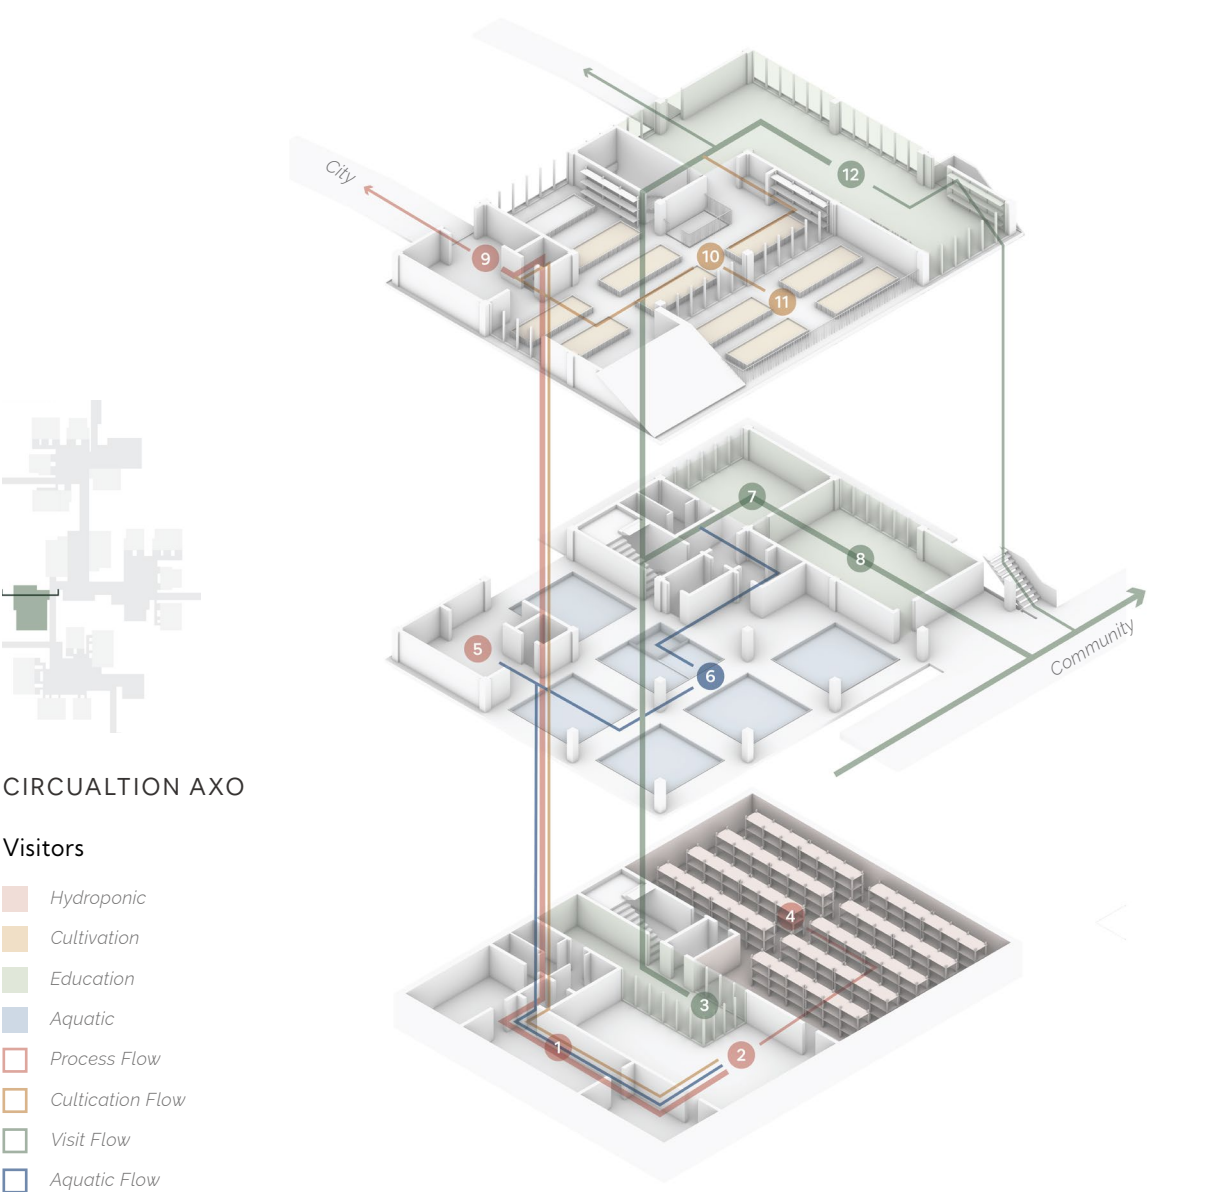 12
City
9
10
11
7
8
5
6
Community
4
3
1
2
CIRCUALTION AXO
Visitors
Hydroponic
Cultivation
Education
Aquatic
Process Flow
Cultication Flow
Visit Flow
Aquatic Flow